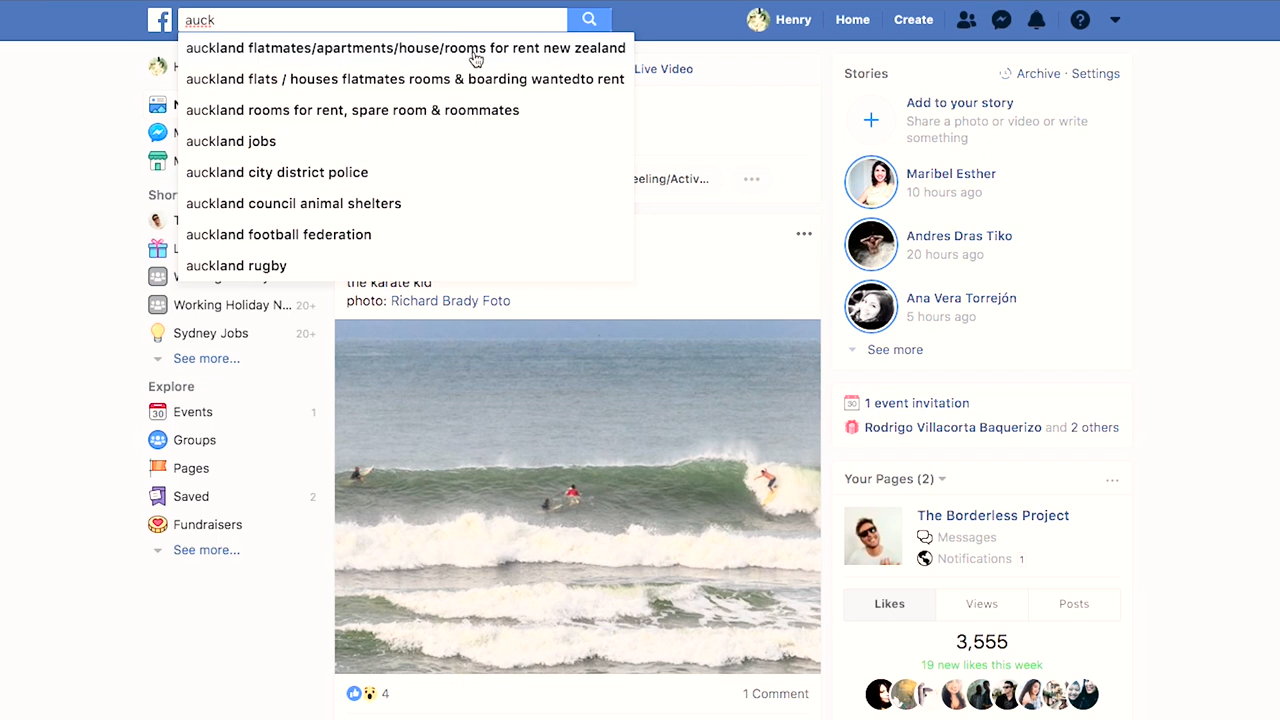 auck
Henry
Home
Create
auckland flatmates/apartments/house/rooms for rent new zealand
auckland flats / houses flatmates rooms & boarding wantedto rent
auckland rooms for rent, spare room & roommates
auckland jobs
auckland city district police
auckland council animal shelters
auckland football federation
auckland rugby
Live Video
eeling/Activ...
Shor
Working Holiday N... 20+
Sydney Jobs 20+
See more...
Explore
Events 1
Groups
Pages
Saved 2
Fundraisers
See more...
the karate kid
photo: Richard Brady Foto
4
1 Comment
Stories
Archive · Settings
Add to your story
Share a photo or video or write
something
Maribel Esther
10 hours ago
Andres Dras Tiko
20 hours ago
Ana Vera Torrejón
5 hours ago
See more
30 1 event invitation
Rodrigo Villacorta Baquerizo and 2 others
Your Pages (2)
The Borderless Project
Messages
Notifications 1
Likes
Views
Posts
3,555
19 new likes this week